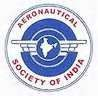 AERONAUTICAL
SOCIETY OF INDIA